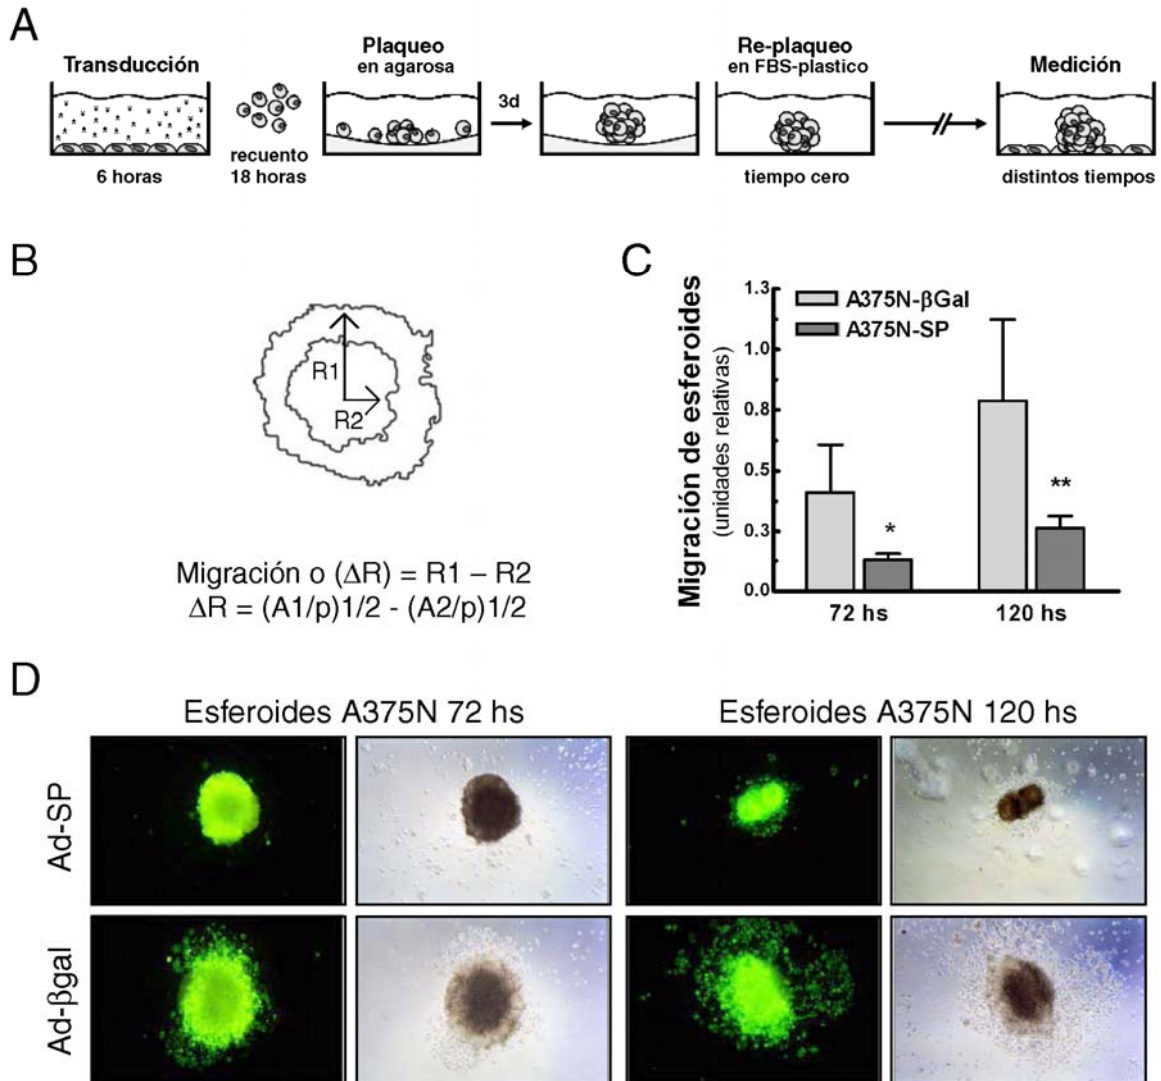 A
Transducción
6 horas
recuento
18 horas
Plaqueo
en agarosa
3d
Re-plaqueo
en FBS-plastico
tiempo cero
Medición
distintos tiempos
B
R1
R2
Migración o (ΔR) = R1 – R2
ΔR = (A1/p)1/2 - (A2/p)1/2
C
Migración de esferoides
(unidades relativas)
1.3
1.0
0.8
0.5
0.3
0.0
A375N-βGal
A375N-SP
*
**
72 hs
120 hs
D
Esferoides A375N 72 hs
Esferoides A375N 120 hs
Ad-SP
Ad-βgal